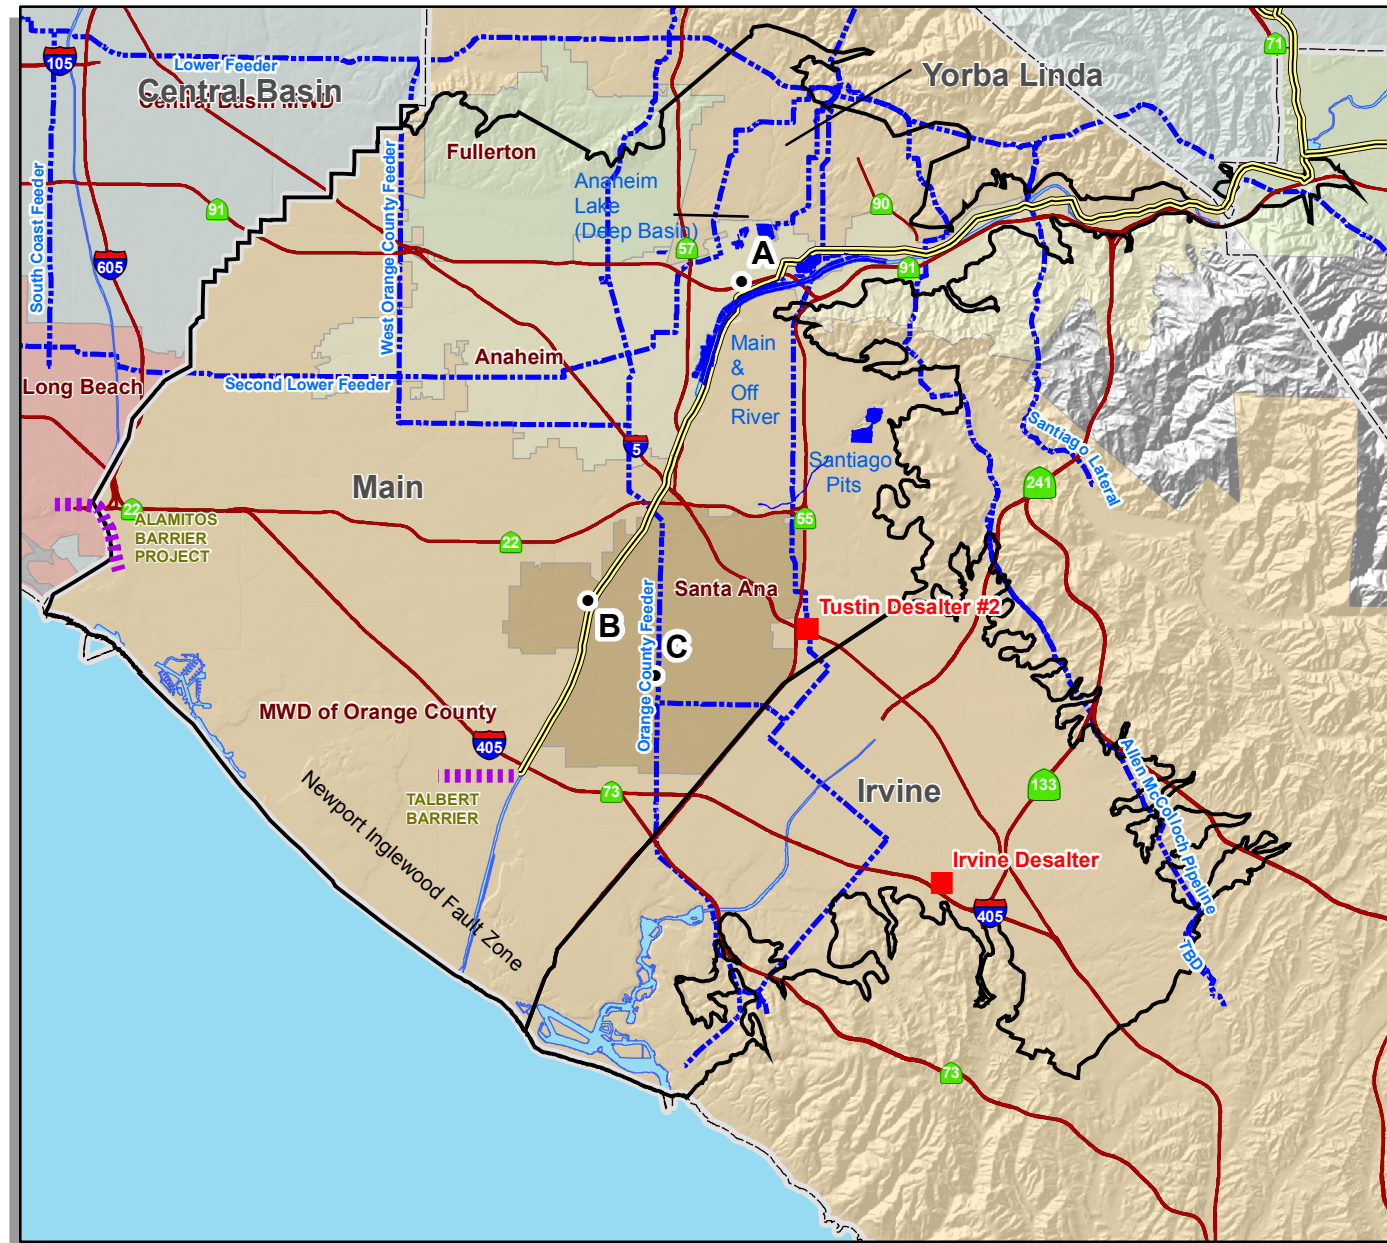 71
105
Lower Feeder
Yorba Linda
Central Basin
Central Basin MWD
Fullerton
West Orange County Feeder
South Coast Feeder
Anaheim
Lake
(Deep Basin)
90
91
57
A
91
605
Main
&
Off
River
Anaheim
Second Lower Feeder
Long Beach
5
Santiago
Pits
Santiago Lateral
Main
241
22
ALAMITOS
BARRIER
PROJECT
22
55
Santa Ana
Tustin Desalter #2
B
C
Orange County Feeder
MWD of Orange County
405
Newport Inglewood Fault Zone
TALBERT
BARRIER
73
Irvine
133
Allen McColloch Pipeline
Irvine Desalter
405
TBD
73